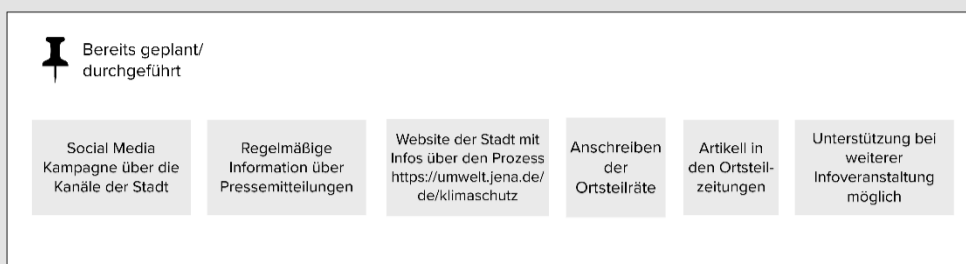 Bereits geplant/
durchgeführt
Social Media
Kampagne über die
Kanäle der Stadt
Regelmäßige
Information über
Pressemitteilungen
Website der Stadt mit
Infos über den Prozess
https://umwelt.jena.de/
de/klimaschutz
Anschreiben
der
Ortsteilräte
Artikell in
den Ortsteil-
zeitungen
Unterstützung bei
weiterer
Infoveranstaltung
möglich